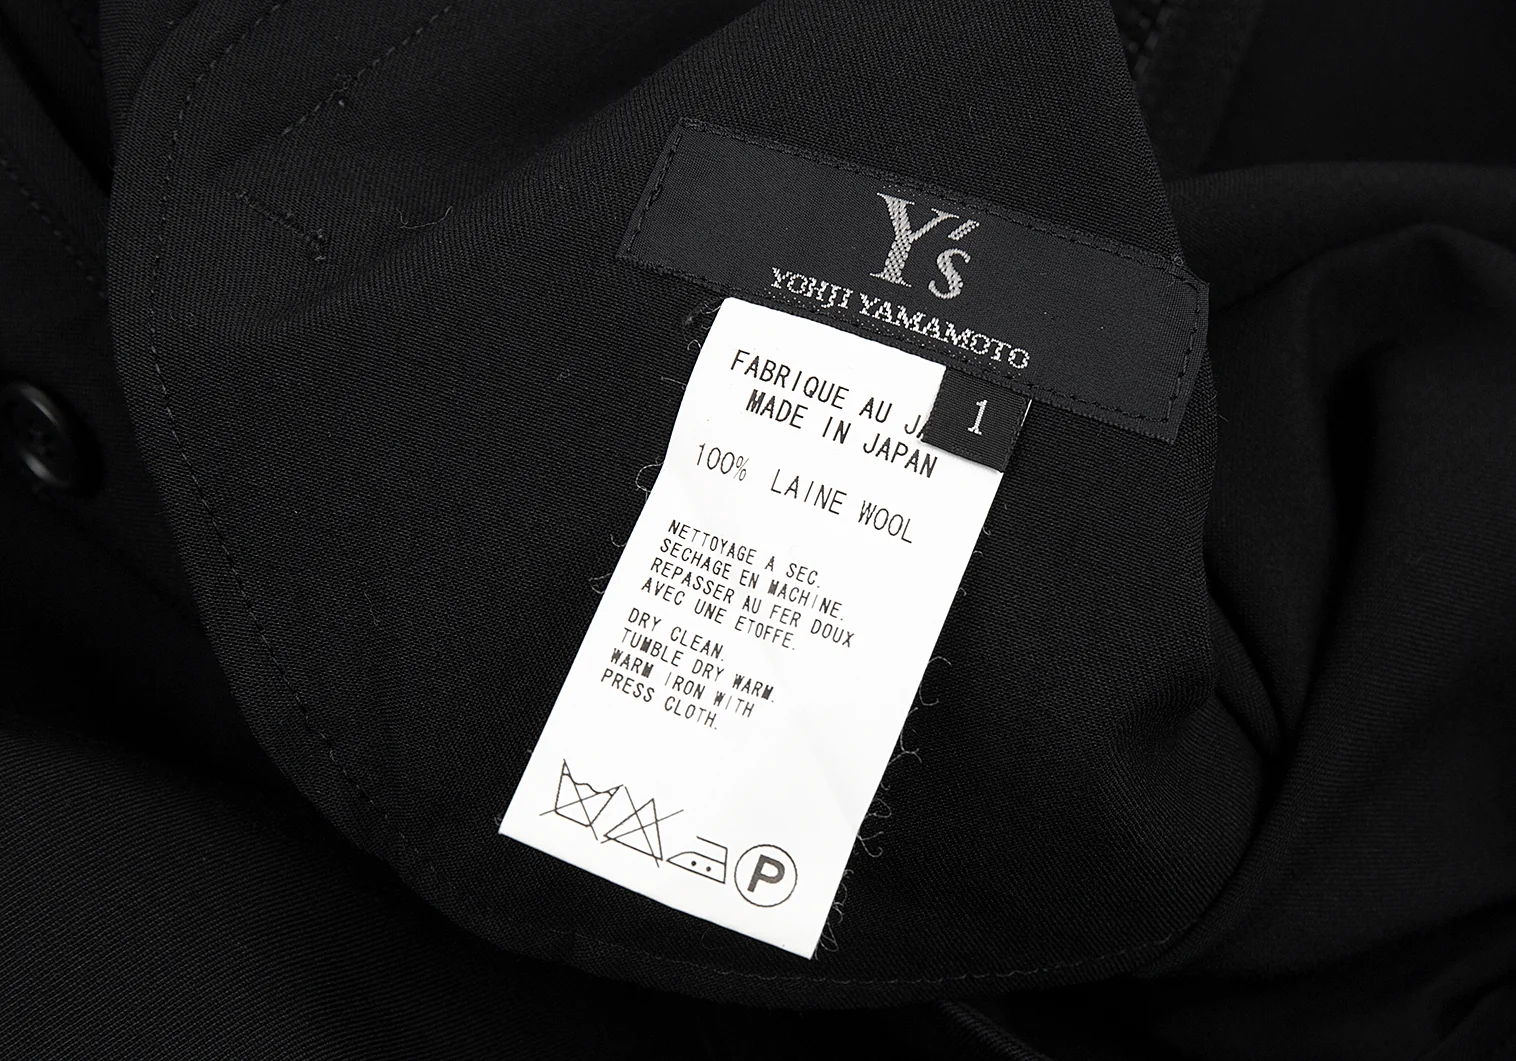 Y's
YOHJI YAMAMOTO
1
FABRIQUE AU
MADE IN JAPAN
100% LAINE WOOL
NETTOYAGE A SEC.
SECHAGE EN MACHINE.
REPASSER AU FER DOUX
AVEC UNE ETOFFE.
DRY CLEAN.
TUMBLE DRY WARM.
WARM IRON WITH
PRESS CLOTH.
P